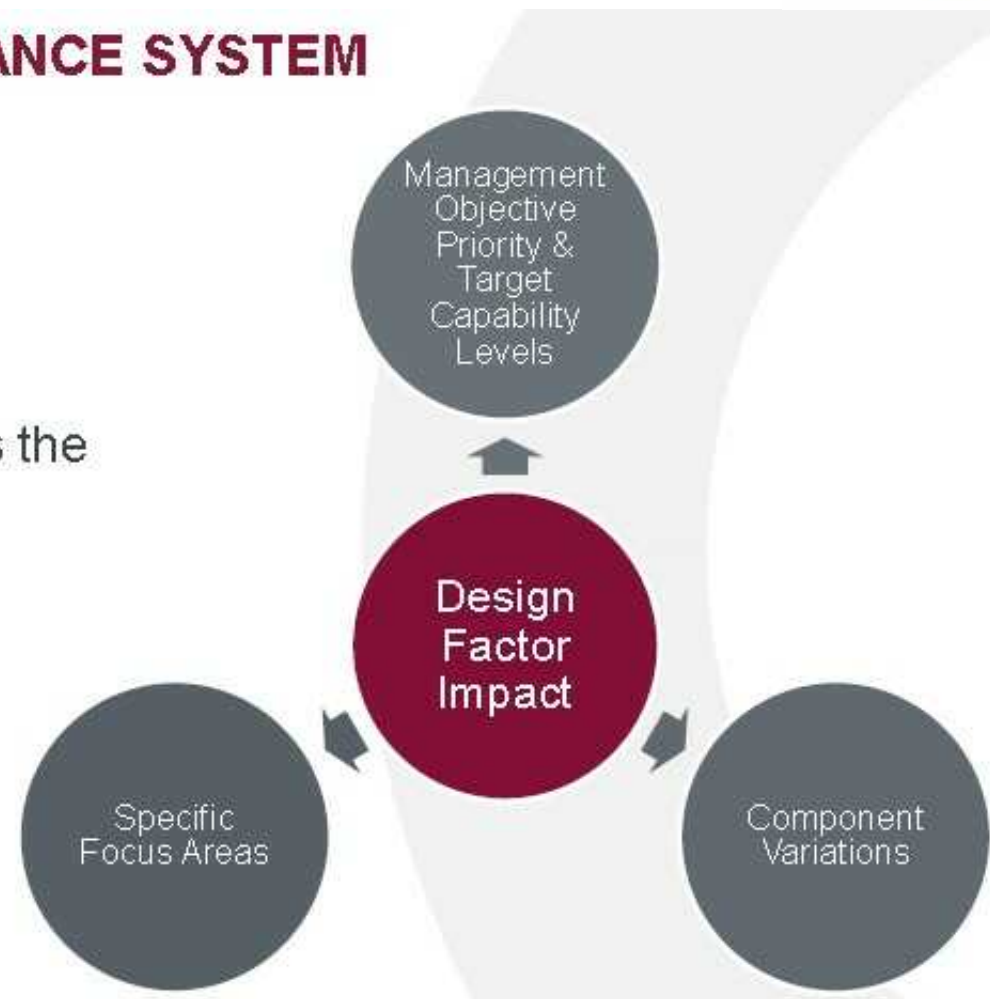 ANCE SYSTEM
Management
Objective
Priority &
Target
Capability
Levels
s the
Design
Factor
Impact
Specific
Focus Areas
Component
Variations